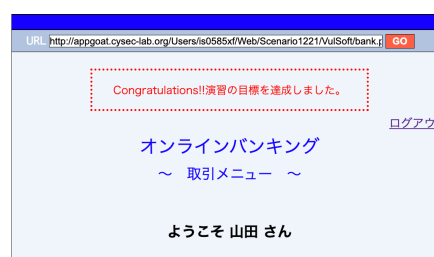 URL http://appgoat.cysec-lab.org/Users/is0585xf/Web/Scenario1221/VulSoft/bank.p GO
Congratulations!!演習の目標を達成しました。
ログアウ
オンラインバンキング
～ 取引メニュー ～
ようこそ 山田 さん